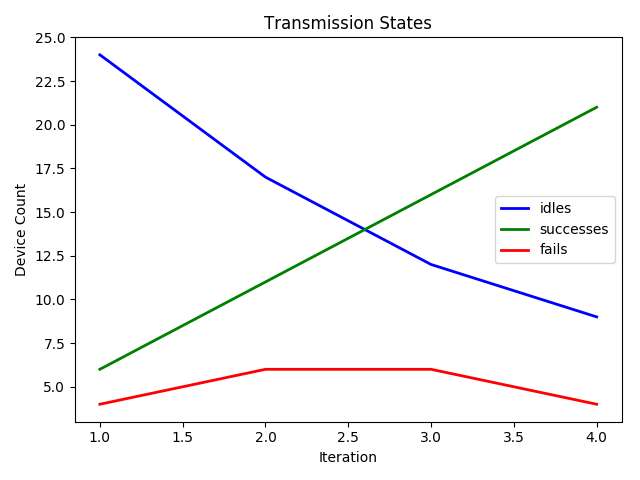 Transmission States
25.0
22.5
20.0
17.5
15.0
12.5
10.0
7.5
5.0
Device Count
idles
successes
fails
1.0 1.5 2.0 2.5 3.0 3.5 4.0
Iteration